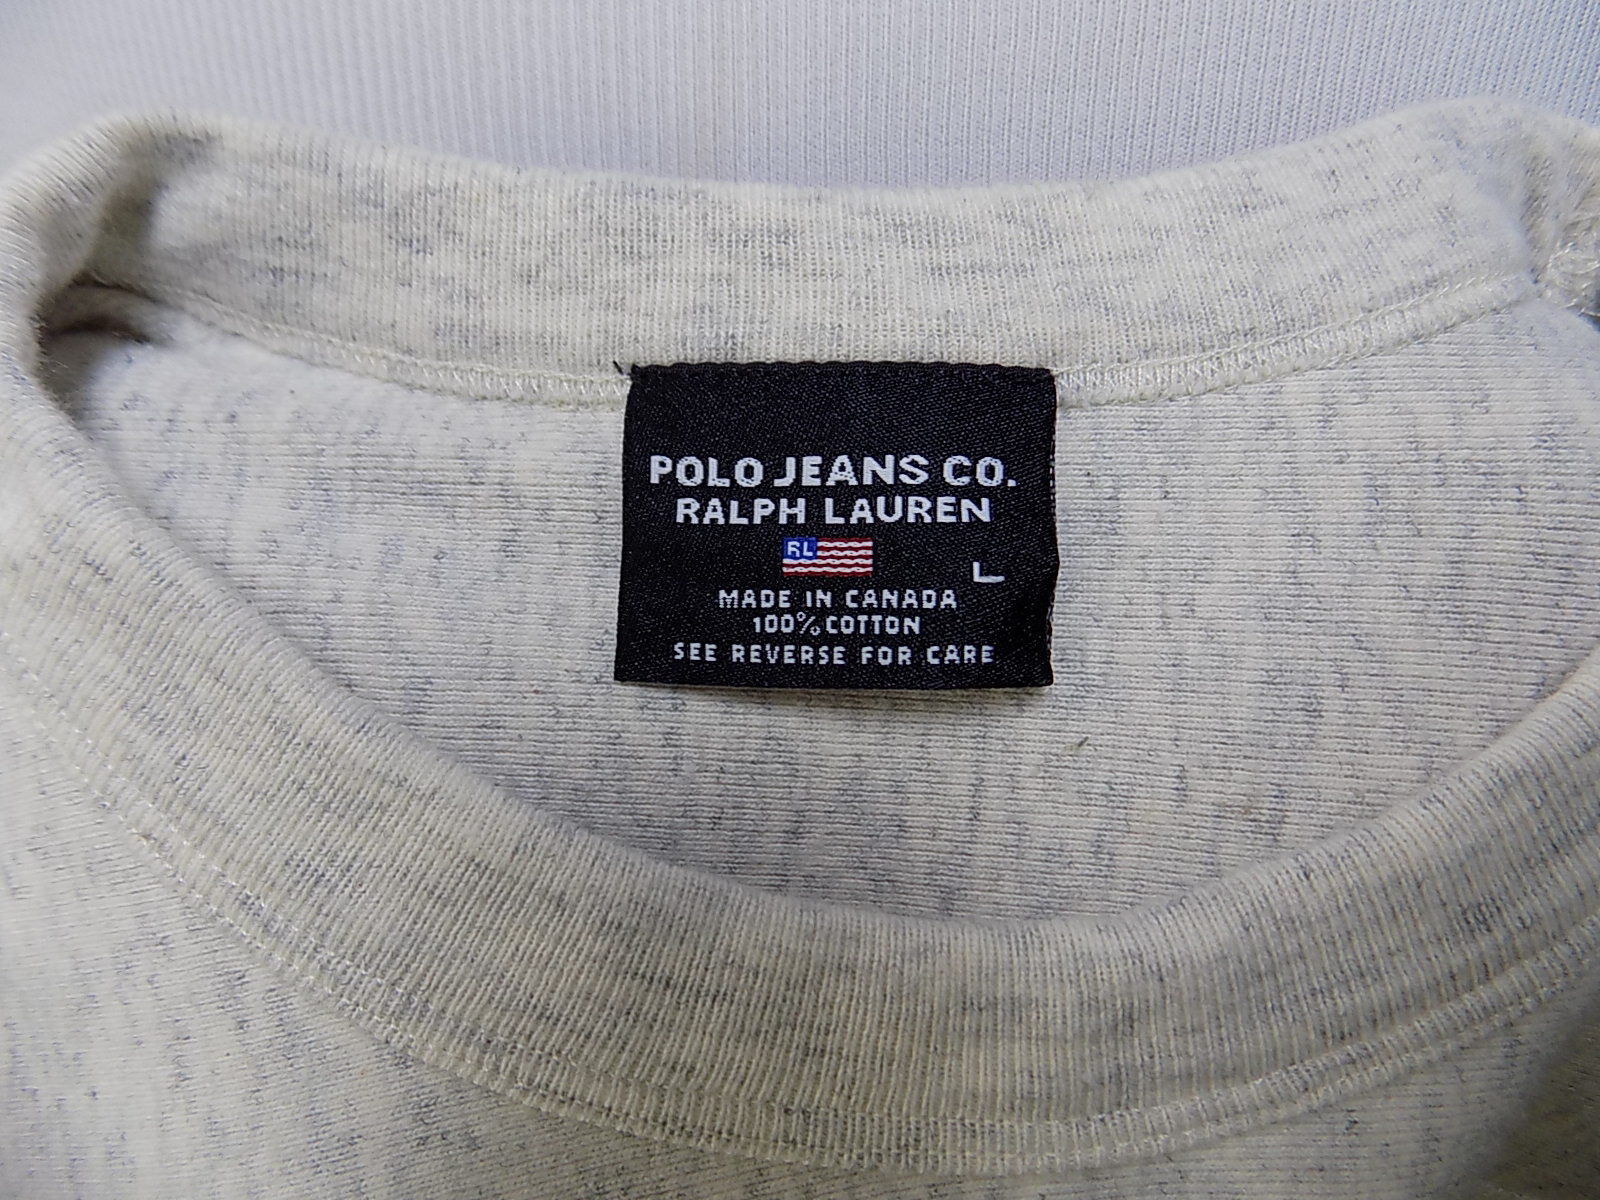 POLO JEANS CO.
RALPH LAUREN
RL
L
MADE IN CANADA
100% COTTON
SEE REVERSE FOR CARE